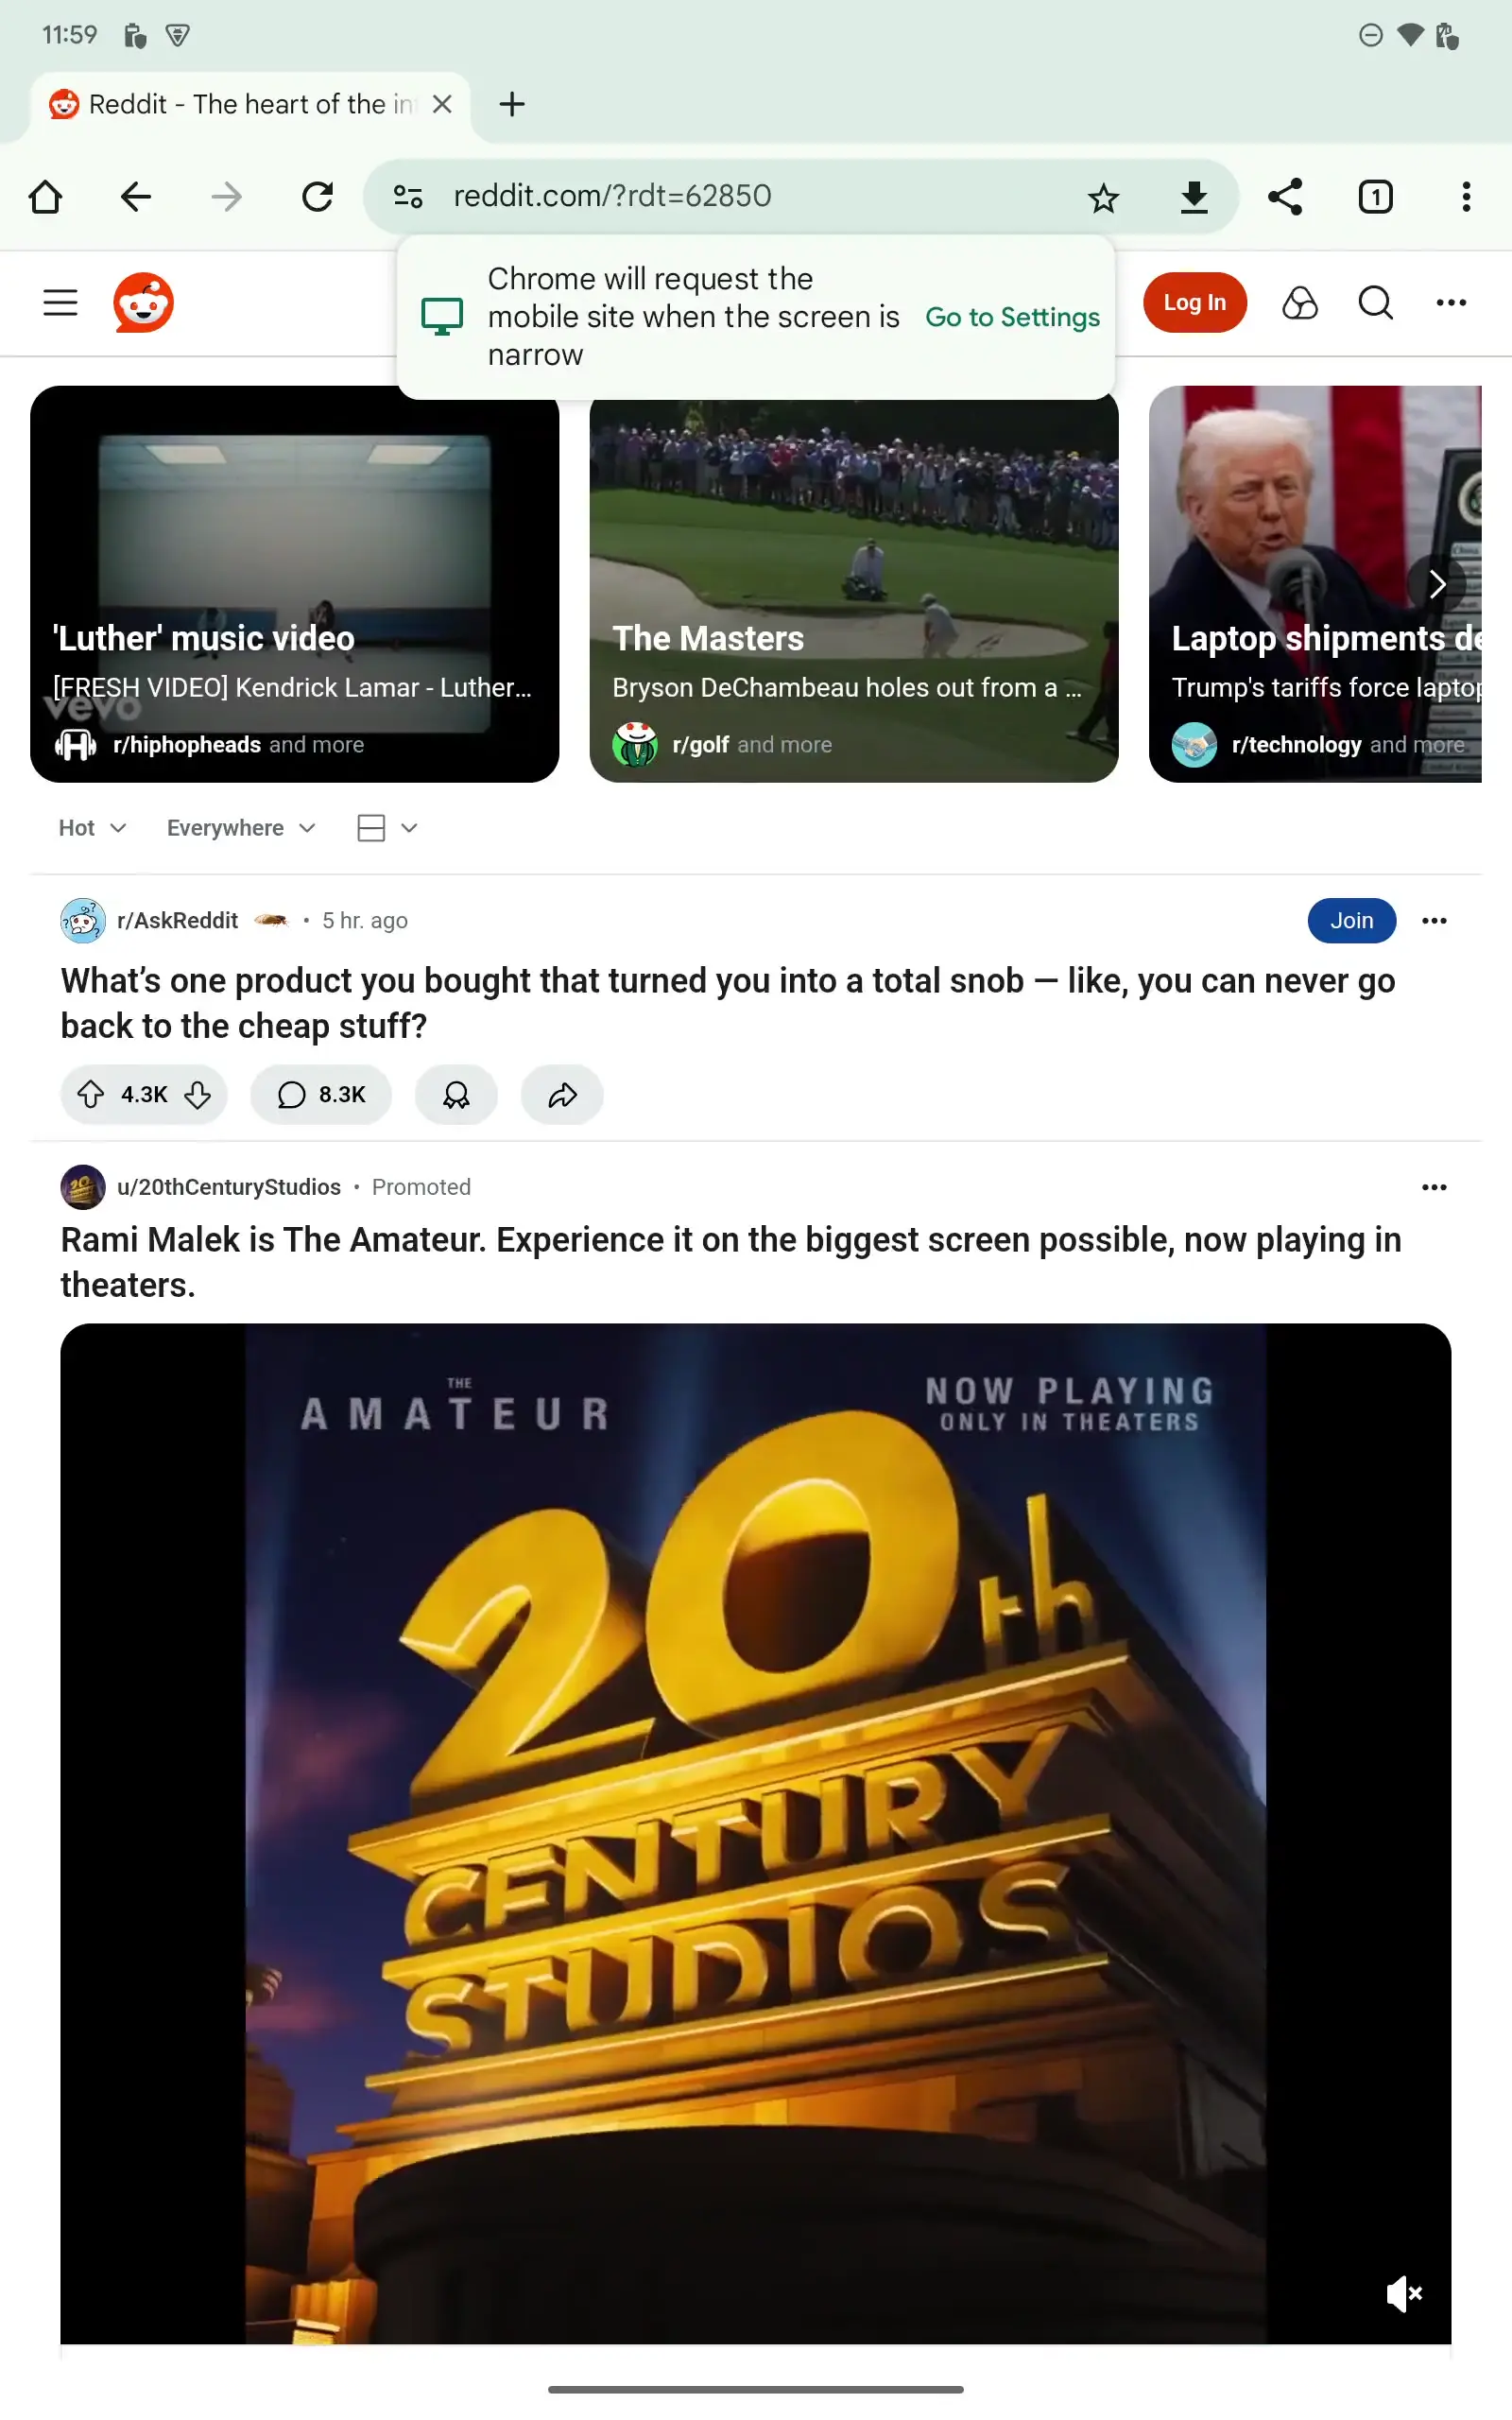 11:59
Reddit - The heart of the in
reddit.com/?rdt=62850
1
Chrome will request the
mobile site when the screen is
narrow
Go to Settings
Log In
'Luther' music video
[FRESH VIDEO] Kendrick Lamar - Luther...
vevo
r/hiphopheads and more
The Masters
Bryson DeChambeau holes out from a ...
r/golf and more
Laptop shipments de
Trump's tariffs force laptop
r/technology and more
Hot
Everywhere
r/AskReddit • 5 hr. ago
Join
What’s one product you bought that turned you into a total snob — like, you can never go
back to the cheap stuff?
4.3K
8.3K
u/20thCenturyStudios • Promoted
Rami Malek is The Amateur. Experience it on the biggest screen possible, now playing in
theaters.
THE
AMATEUR
NOW PLAYING
ONLY IN THEATERS
20th
CENTURY
STUDIOS